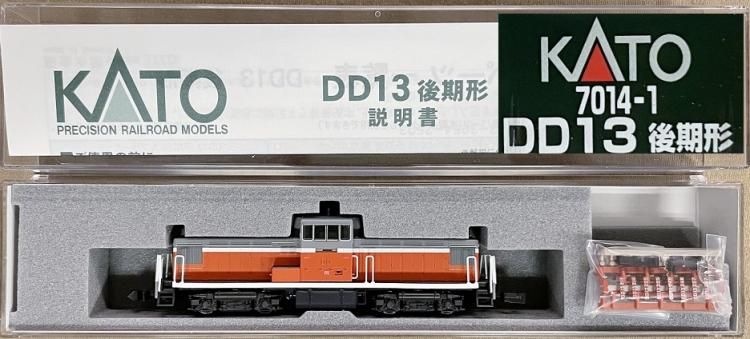 KATO
PRECISION RAILROAD MODELS
DD13 後期形
説明書
KATO
7014-1
DD13 後期形